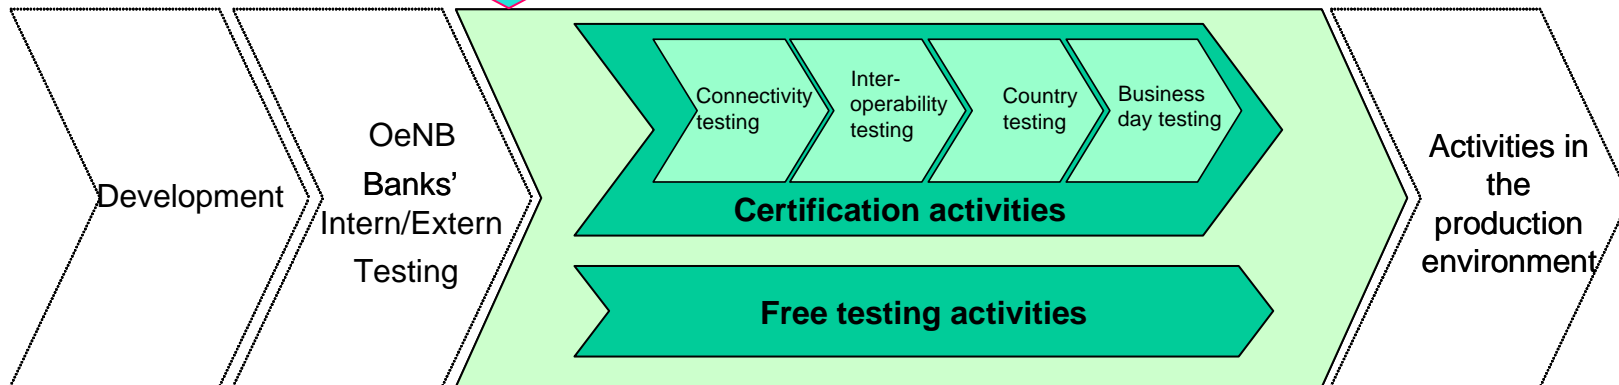 Development
OeNB
Banks’
Intern/Extern
Testing
Connectivity
testing
Inter-
operability
testing
Country
testing
Business
day testing
Certification activities
Free testing activities
Activities in
the
production
environment